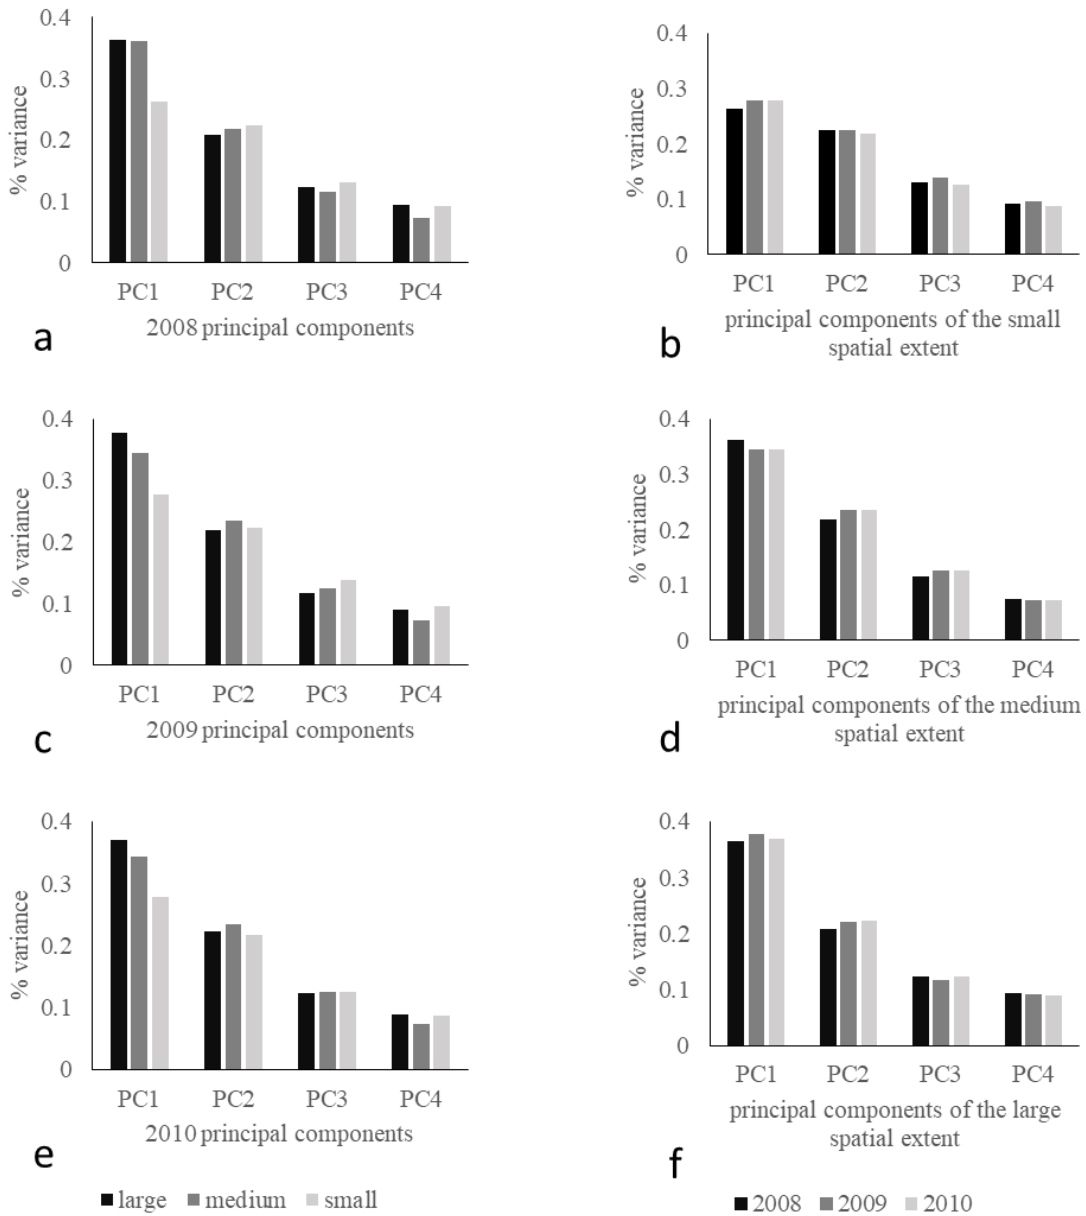 0.4
0.3
0.2
0.1
0
% variance
PC1 PC2 PC3 PC4
2008 principal components
a
0.4
0.3
0.2
0.1
0
% variance
PC1 PC2 PC3 PC4
principal components of the small
spatial extent
b
0.4
0.3
0.2
0.1
0
% variance
PC1 PC2 PC3 PC4
2009 principal components
c
0.4
0.3
0.2
0.1
0
% variance
PC1 PC2 PC3 PC4
principal components of the medium
spatial extent
d
0.4
0.3
0.2
0.1
0
% variance
PC1 PC2 PC3 PC4
2010 principal components
e
large medium small
0.4
0.3
0.2
0.1
0
% variance
PC1 PC2 PC3 PC4
principal components of the large
spatial extent
f
2008 2009 2010